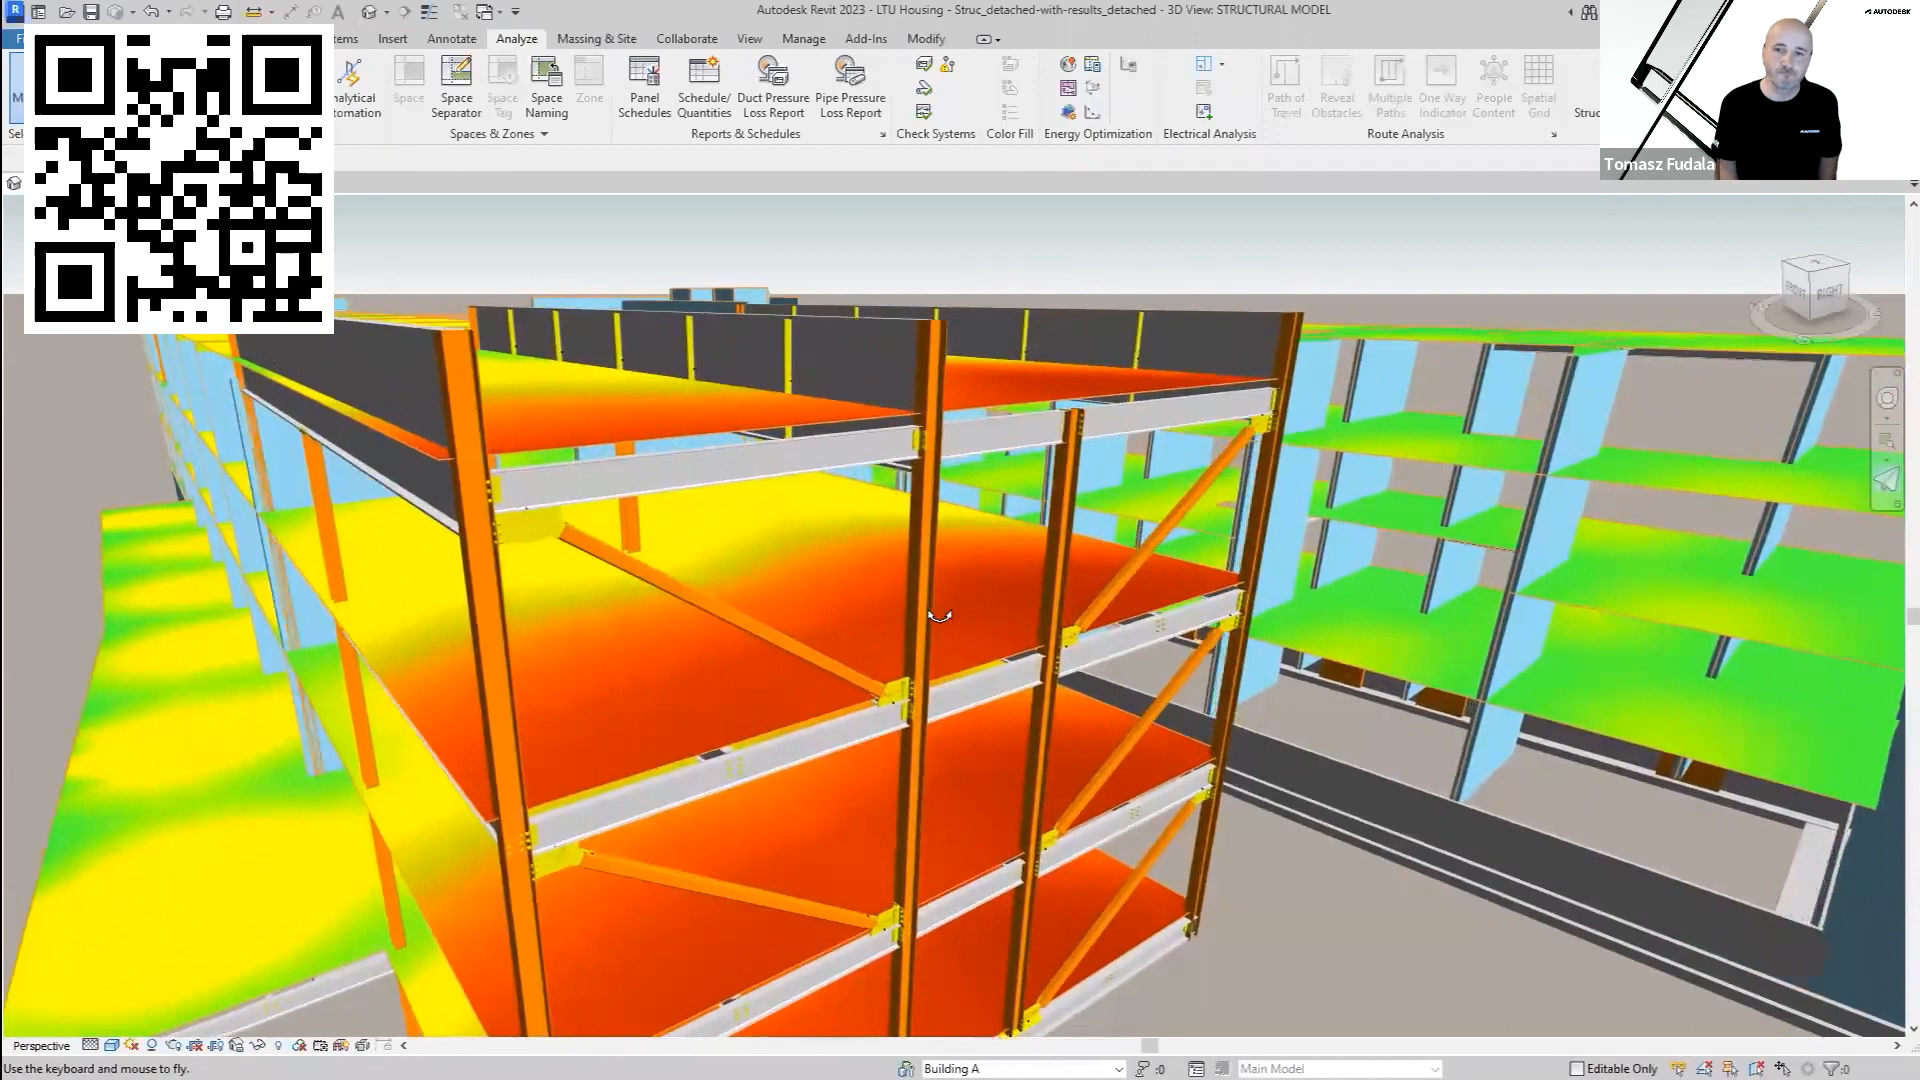 Autodesk Revit 2023 - LTU Housing - Struc_detached-with-results_detached - 3D View: STRUCTURAL MODEL
AUTODESK
Insert Annotate Analyze Massing & Site Collaborate View Manage Add-Ins Modify
Space
Space Separator
Space Tag
Space Naming
Zone
Panel Schedules
Schedule/ Quantities
Duct Pressure Loss Report
Pipe Pressure Loss Report
Path of Travel
Reveal Obstacles
Multiple Paths
One Way Indicator
People Content
Spatial Grid
Spaces & Zones
Reports & Schedules
Check Systems
Color Fill
Energy Optimization
Electrical Analysis
Route Analysis
Tomasz Fudala
FRONT
RIGHT
Perspective
Use the keyboard and mouse to fly.
Building A
:0
Main Model
Editable Only
:0